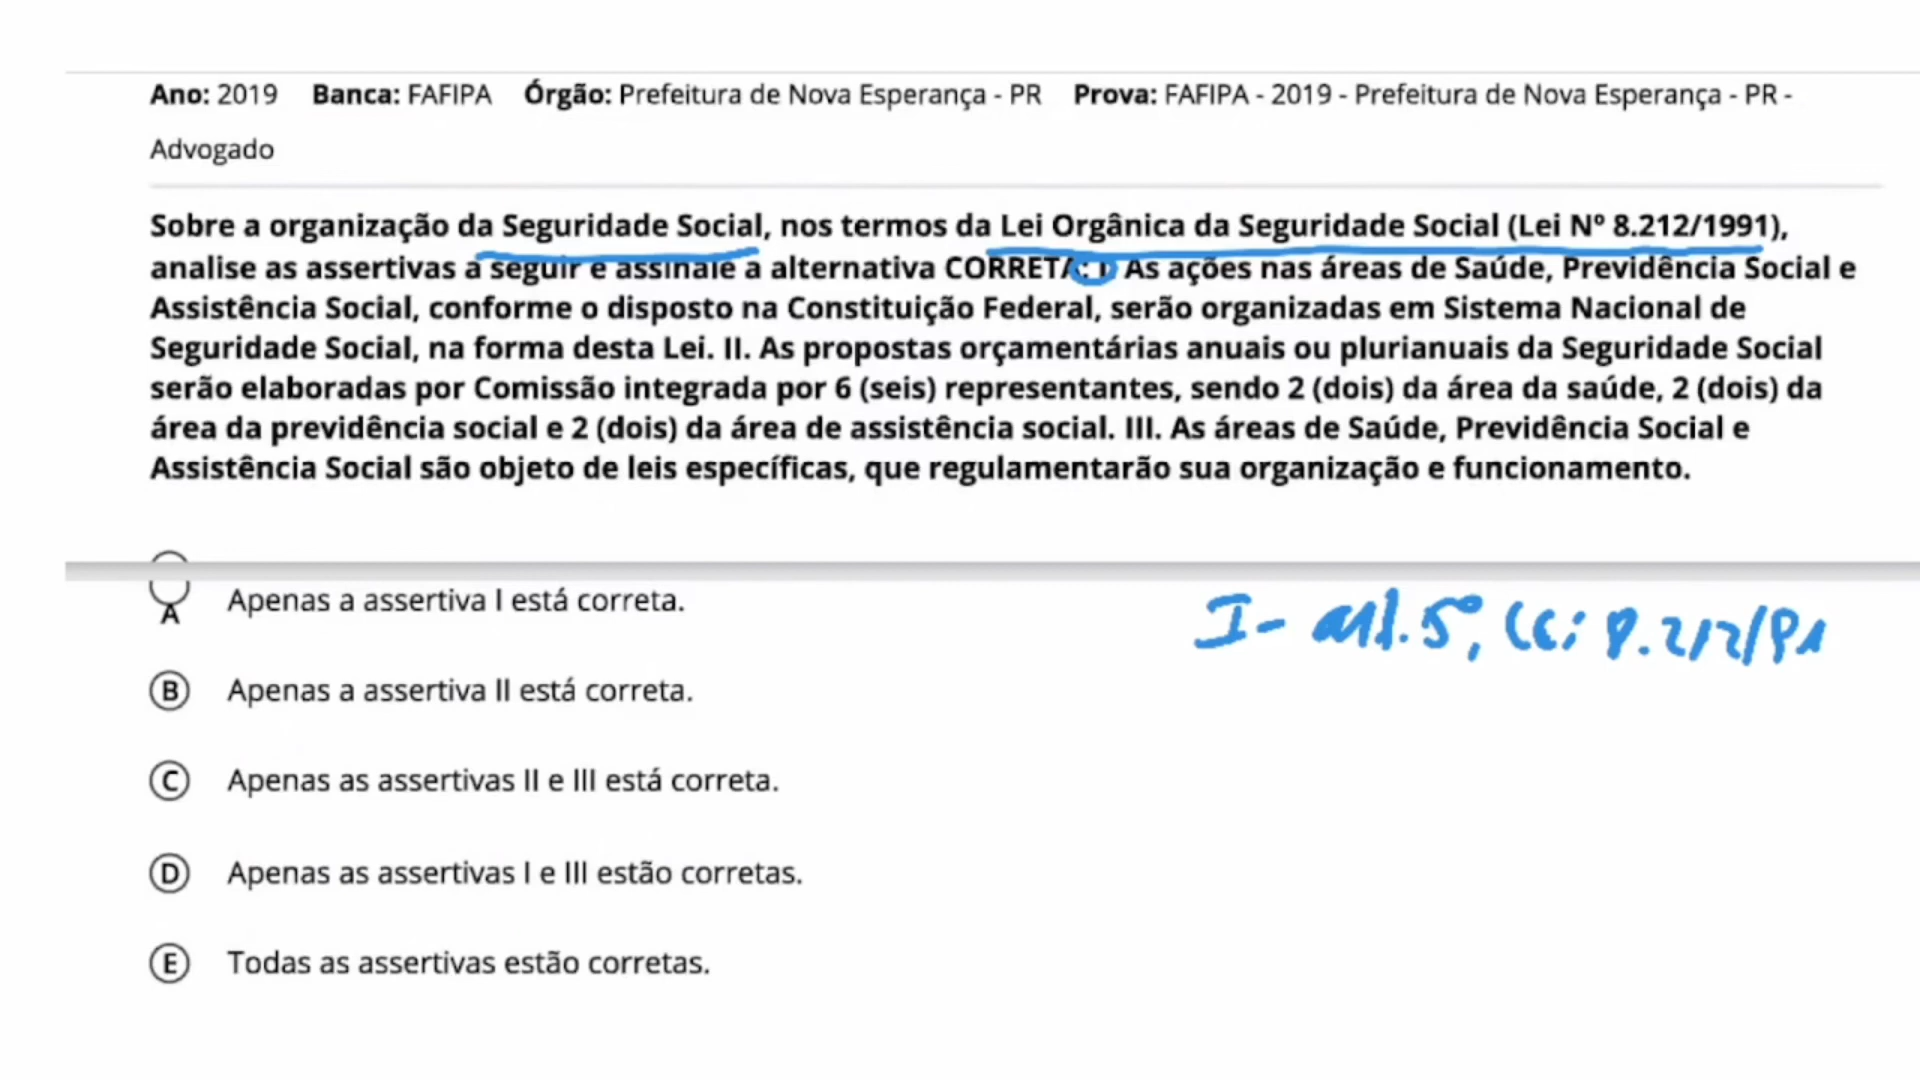 Ano: 2019 Banca: FAFIPA Órgão: Prefeitura de Nova Esperança - PR Prova: FAFIPA - 2019 - Prefeitura de Nova Esperança - PR -
Advogado
Sobre a organização da Seguridade Social, nos termos da Lei Orgânica da Seguridade Social (Lei Nº 8.212/1991),
analise as assertivas a seguir e assinale a alternativa CORRETA: I. As ações nas áreas de Saúde, Previdência Social e
Assistência Social, conforme o disposto na Constituição Federal, serão organizadas em Sistema Nacional de
Seguridade Social, na forma desta Lei. II. As propostas orçamentárias anuais ou plurianuais da Seguridade Social
serão elaboradas por Comissão integrada por 6 (seis) representantes, sendo 2 (dois) da área da saúde, 2 (dois) da
área da previdência social e 2 (dois) da área de assistência social. III. As áreas de Saúde, Previdência Social e
Assistência Social são objeto de leis específicas, que regulamentarão sua organização e funcionamento.
A Apenas a assertiva I está correta.
I- art. 5º, Lei 8.212/91
B Apenas a assertiva II está correta.
C Apenas as assertivas II e III está correta.
D Apenas as assertivas I e III estão corretas.
E Todas as assertivas estão corretas.